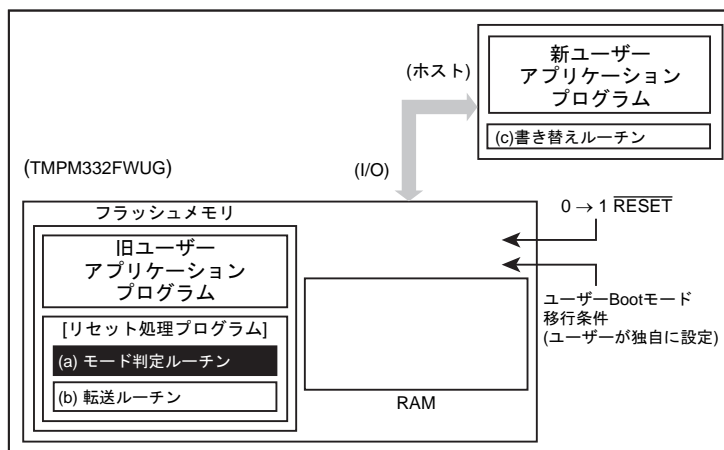 新ユーザー
アプリケーション
プログラム
(c)書き替えルーチン
(ホスト)
(I/O)
(TMPM332FWUG)
フラッシュメモリ
旧ユーザー
アプリケーション
プログラム
[リセット処理プログラム]
(a) モード判定ルーチン
(b) 転送ルーチン
RAM
0 → 1 RESET
ユーザーBootモード
移行条件
(ユーザーが独自に設定)